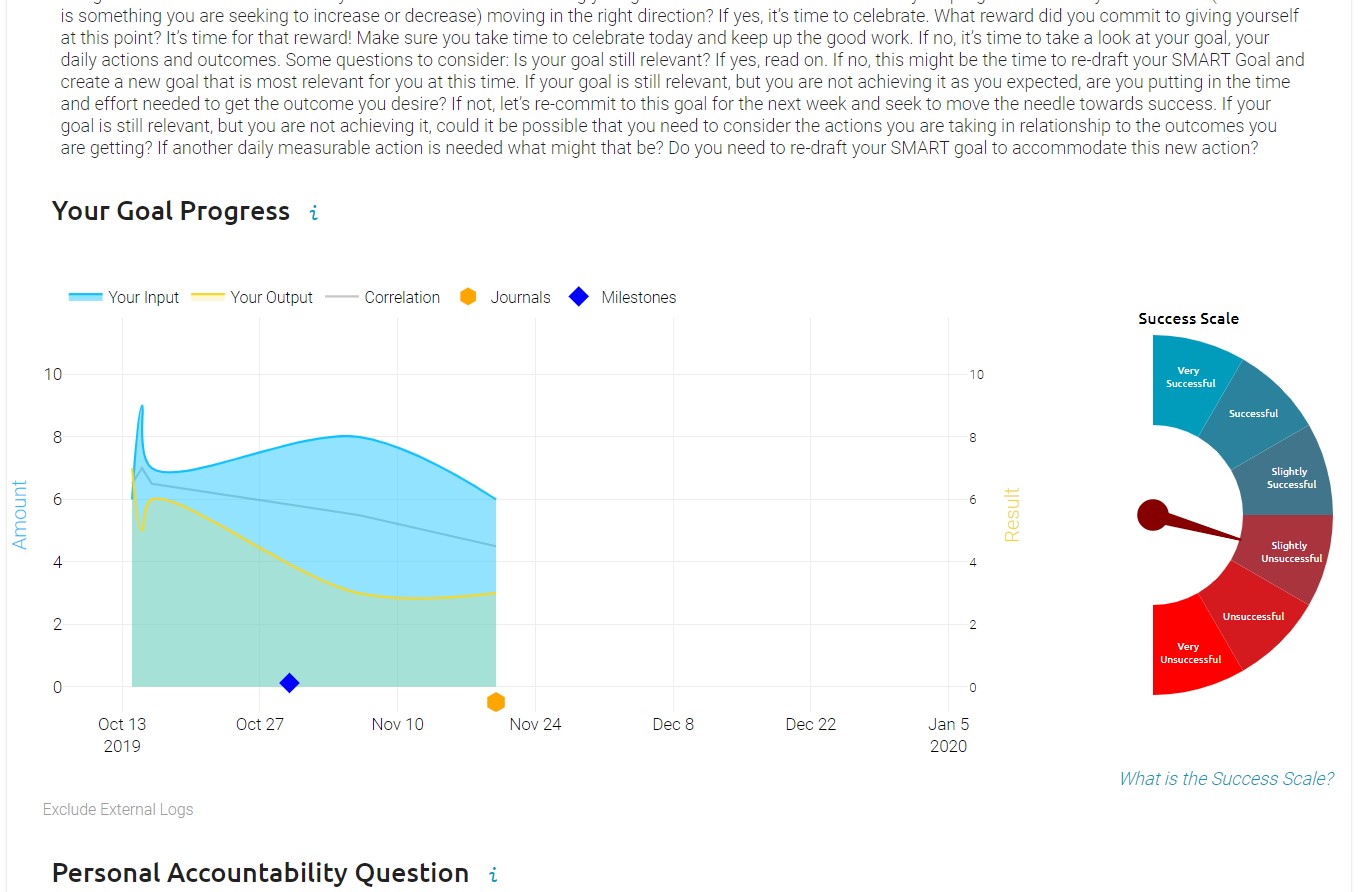 is something you are seeking to increase or decrease) moving in the right direction? If yes, it’s time to celebrate. What reward did you commit to giving yourself
at this point? It’s time for that reward! Make sure you take time to celebrate today and keep up the good work. If no, it’s time to take a look at your goal, your
daily actions and outcomes. Some questions to consider: Is your goal still relevant? If yes, read on. If no, this might be the time to re-draft your SMART Goal and
create a new goal that is most relevant for you at this time. If your goal is still relevant, but you are not achieving it as you expected, are you putting in the time
and effort needed to get the outcome you desire? If not, let’s re-commit to this goal for the next week and seek to move the needle towards success. If your
goal is still relevant, but you are not achieving it, could it be possible that you need to consider the actions you are taking in relationship to the outcomes you
are getting? If another daily measurable action is needed what might that be? Do you need to re-draft your SMART goal to accommodate this new action?
Your Goal Progress i
Your Input Your Output Correlation Journals Milestones
Amount
10
8
6
4
2
0
10
8
6
4
2
0
Result
Oct 13 Oct 27 Nov 10 Nov 24 Dec 8 Dec 22 Jan 5
2019 2020
Success Scale
Very
Successful
Successful
Slightly
Successful
Slightly
Unsuccessful
Unsuccessful
Very
Unsuccessful
What is the Success Scale?
Exclude External Logs
Personal Accountability Question i